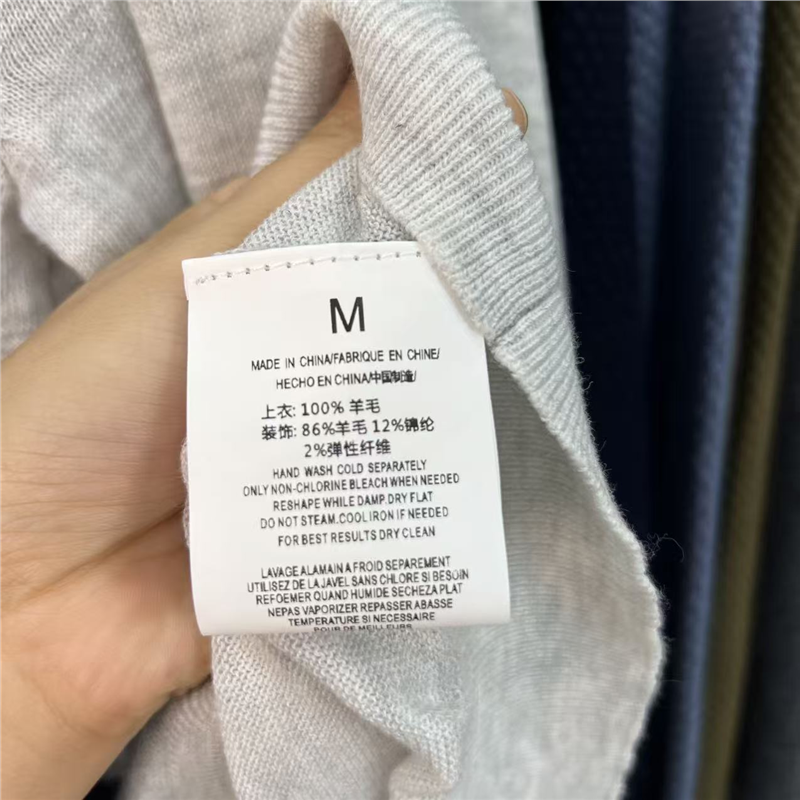 M
MADE IN CHINA/FABRIQUE EN CHINE/
HECHO EN CHINA/中国制造/
上衣: 100% 羊毛
装饰: 86%羊毛 12%锦纶
2%弹性纤维
HAND WASH COLD SEPARATELY
ONLY NON-CHLORINE BLEACH WHEN NEEDED
RESHAPE WHILE DAMP.DRY FLAT
DO NOT STEAM.COOL IRON IF NEEDED
FOR BEST RESULTS DRY CLEAN
LAVAGE ALAMAIN A FROID SEPAREMENT
UTILISEZ DE LAJAVEL SANS CHLORE SI BESOIN
REFOEMER QUAND HUMIDE SECHEZA PLAT
NEPAS VAPORIZER REPASSER ABASSE
TEMPERATURE SI NECESSAIRE
POUR DE MEILLEURS